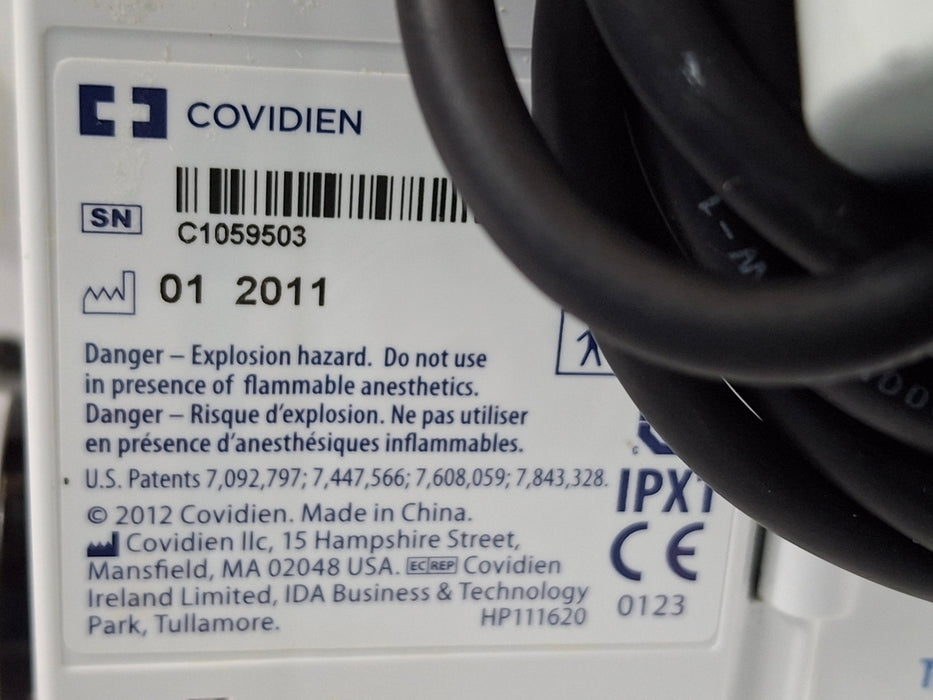 COVIDIEN
SN
C1059503
01 2011
Danger – Explosion hazard. Do not use
in presence of flammable anesthetics.
Danger – Risque d'explosion. Ne pas utiliser
en présence d'anesthésiques inflammables.
U.S. Patents 7,092,797; 7,447,566; 7,608,059; 7,843,328.
© 2012 Covidien. Made in China.
Covidien llc, 15 Hampshire Street,
Mansfield, MA 02048 USA. EC REP Covidien
Ireland Limited, IDA Business & Technology
Park, Tullamore.
HP111620
IPX1
CE
0123